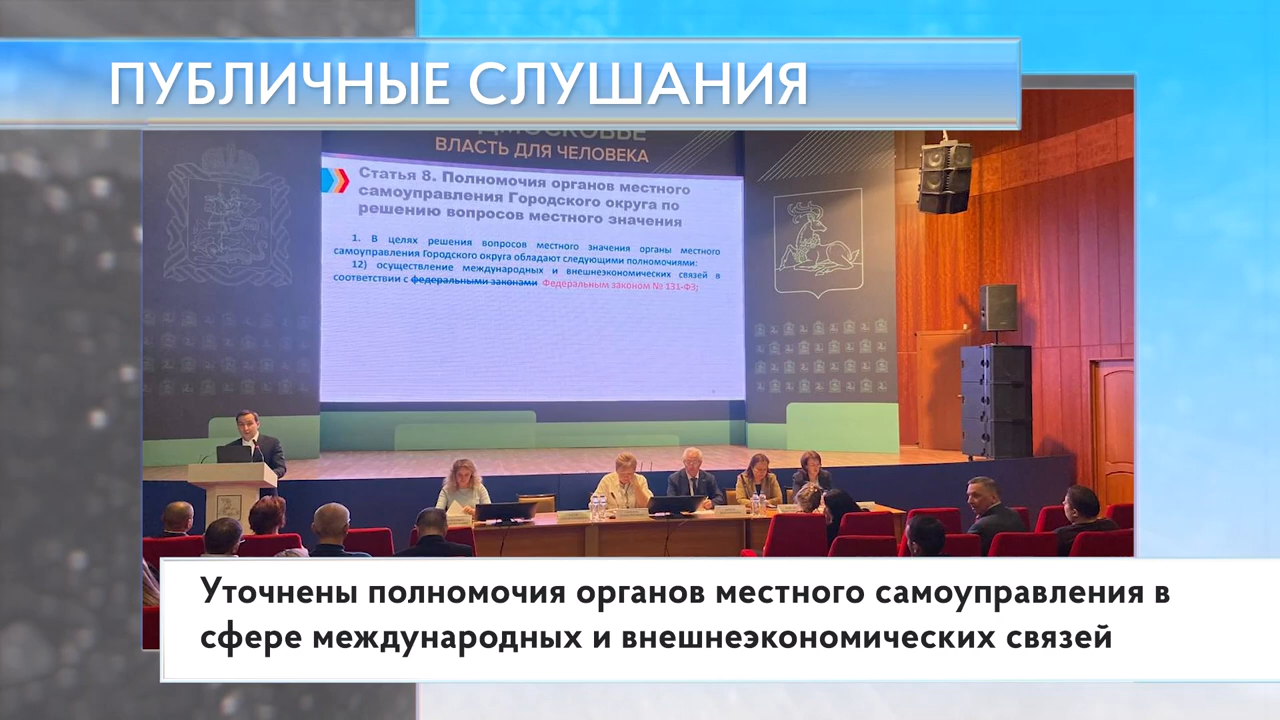 ПУБЛИЧНЫЕ СЛУШАНИЯ
ВЛАСТЬ ДЛЯ ЧЕЛОВЕКА
Статья 8. Полномочия органов местного
самоуправления Городского округа по
решению вопросов местного значения
1. В целях решения вопросов местного значения органы местного
самоуправления Городского округа обладают следующими полномочиями:
12) осуществление международных и внешнеэкономических связей в
соответствии с федеральными законами Федеральным законом № 131-ФЗ;
Уточнены полномочия органов местного самоуправления в
сфере международных и внешнеэкономических связей